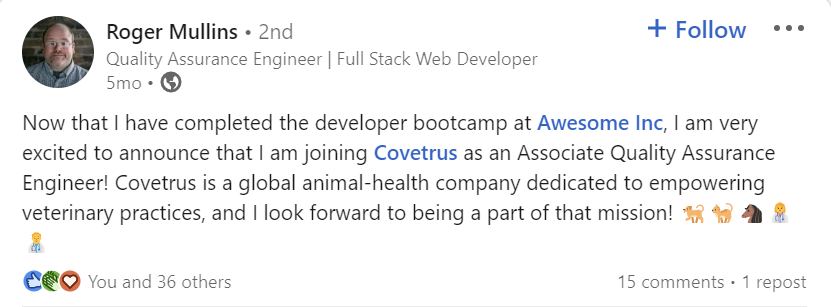 Roger Mullins • 2nd
+ Follow •••
Quality Assurance Engineer | Full Stack Web Developer
5mo •
Now that I have completed the developer bootcamp at Awesome Inc, I am very
excited to announce that I am joining Covetrus as an Associate Quality Assurance
Engineer! Covetrus is a global animal-health company dedicated to empowering
veterinary practices, and I look forward to being a part of that mission! 🐕🐈🐴👩‍⚕️
👨‍⚕️
You and 36 others
15 comments • 1 repost